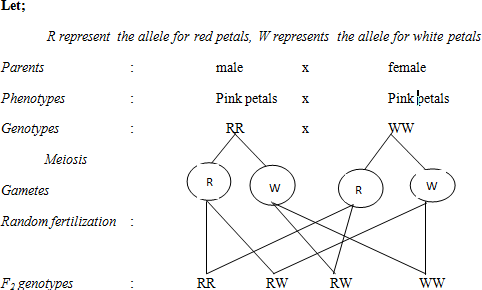 Let;
R represent the allele for red petals, W represents the allele for white petals
Parents : male x female
Phenotypes : Pink petals x Pink petals
Genotypes : RR x WW
Meiosis
R W R W
Gametes
Random fertilization :
F2 genotypes : RR RW RW WW